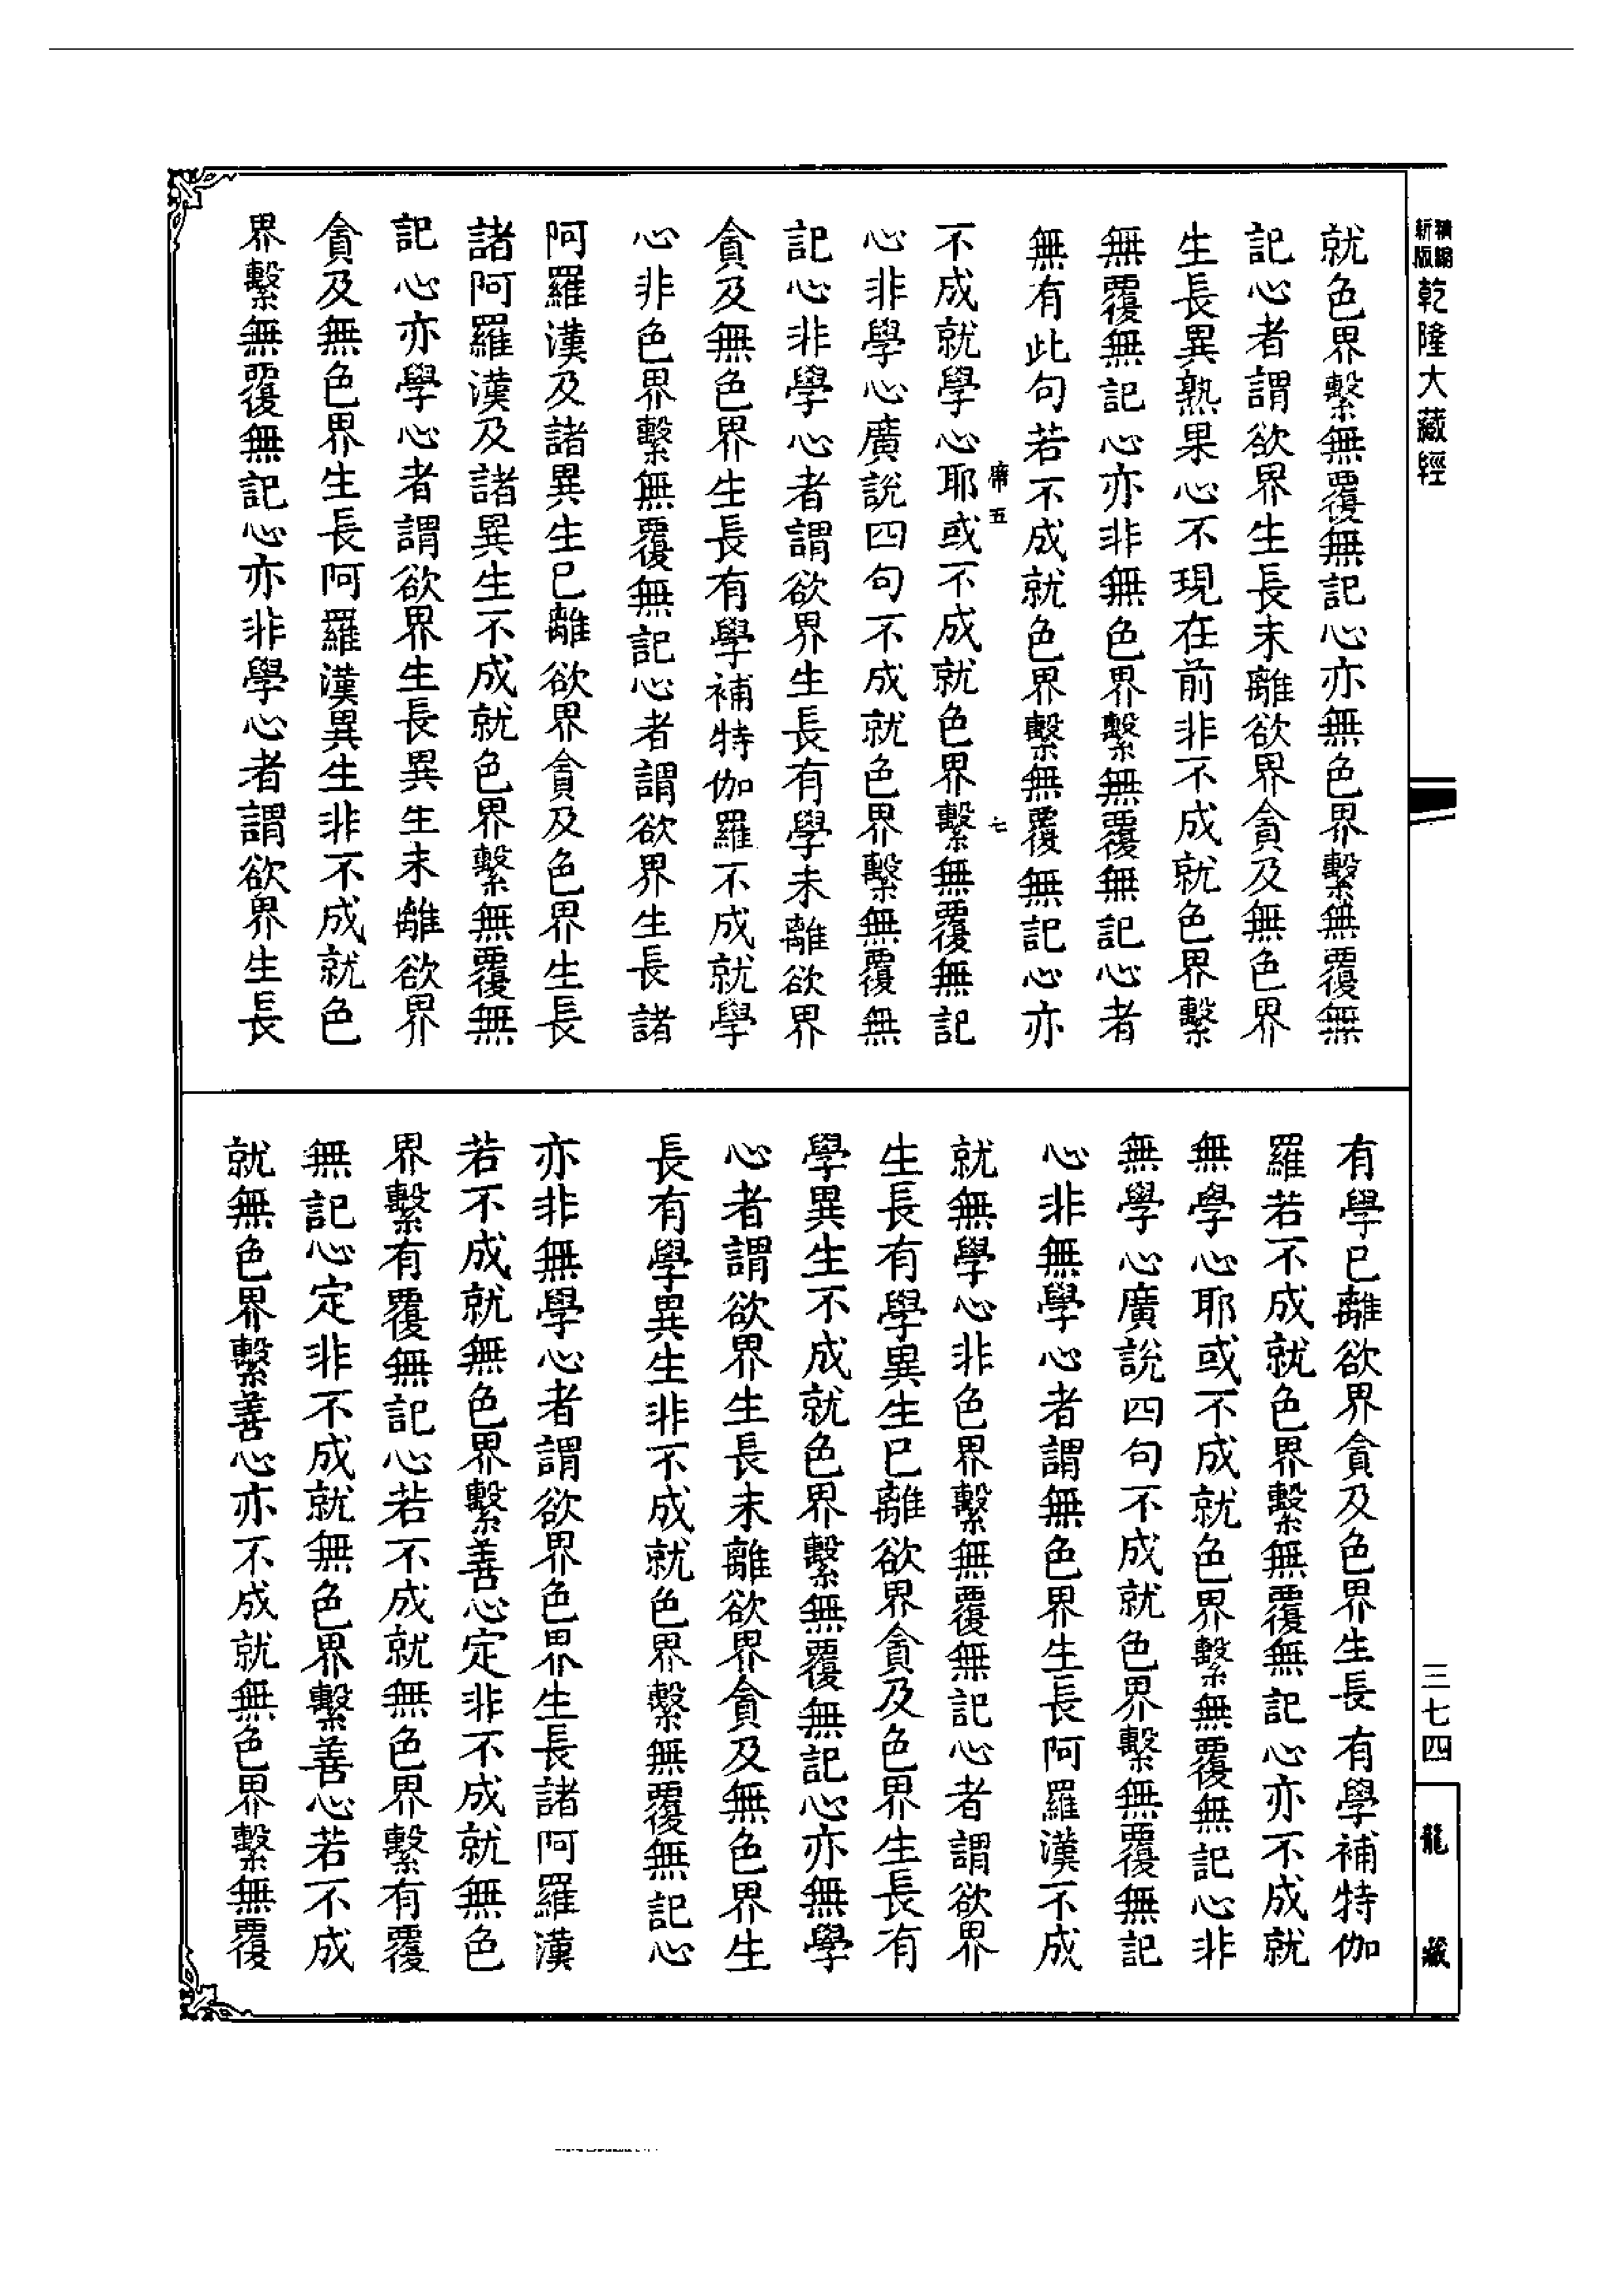 精編
新版
乾隆大藏經
就色界繫無覆無記心亦無色界繫無覆無
記心者謂欲界生長未離欲界貪及無色界
生長異熟果心不現在前非不成就色界繫
無覆無記心亦非無色界繫無覆無記心者
無有此句若不成就色界繫無覆無記心亦
席五
七
不成就學心耶或不成就色界繫無覆無記
心非學心廣說四句不成就色界繫無覆無
記心非學心者謂欲界生長有學未離欲界
貪及無色界生長有學補特伽羅不成就學
心非色界繫無覆無記心者謂欲界生長諸
阿羅漢及諸異生已離欲界貪及色界生長
諸阿羅漢及諸異生不成就色界繫無覆無
記心亦學心者謂欲界生長異生未離欲界
貪及無色界生長阿羅漢異生非不成就色
界繫無覆無記心亦非學心者謂欲界生長
有學已離欲界貪及色界生長有學補特伽
羅若不成就色界繫無覆無記心亦不成就
無學心耶或不成就色界繫無覆無記心非
無學心廣說四句不成就色界繫無覆無記
心非無學心者謂無色界生長阿羅漢不成
就無學心非色界繫無覆無記心者謂欲界
生長有學異生已離欲界貪及色界生長有
學異生不成就色界繫無覆無記心亦無學
心者謂欲界生長未離欲界貪及無色界生
長有學異生非不成就色界繫無覆無記心
亦非無學心者謂欲界色界生長諸阿羅漢
若不成就無色界繫善心定非不成就無色
界繫有覆無記心若不成就無色界繫有覆
無記心定非不成就無色界繫善心若不成
就無色界繫善心亦不成就無色界繫無覆
三七四
龍藏